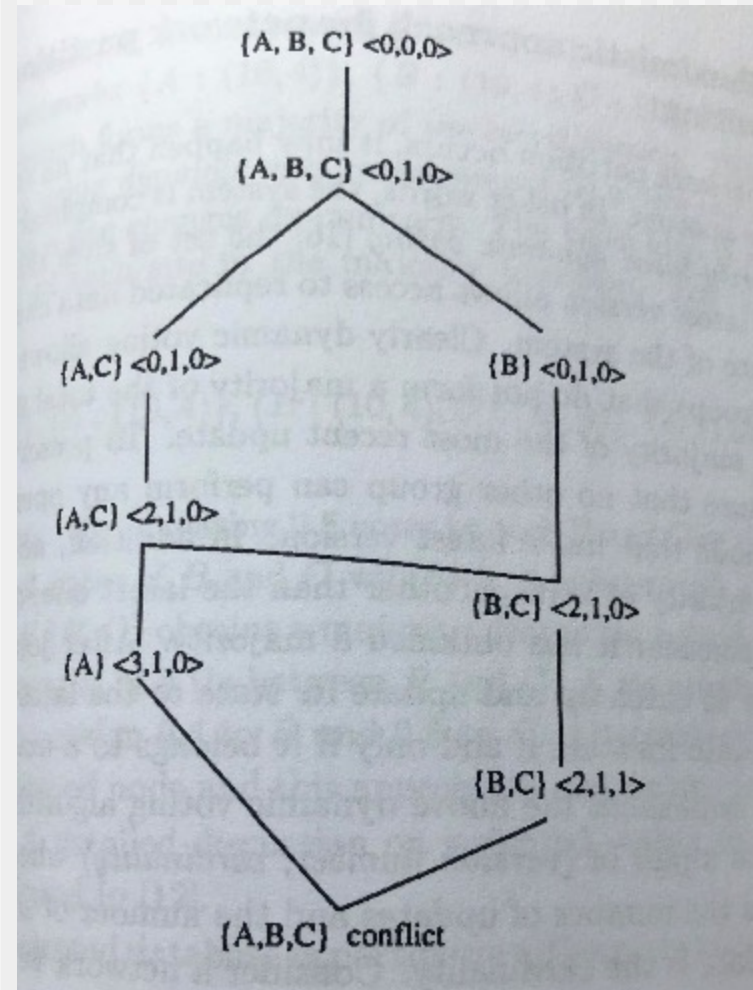 {A, B, C} <0,0,0>
{A, B, C} <0,1,0>
{A,C} <0,1,0>
{B} <0,1,0>
{A,C} <2,1,0>
{B,C} <2,1,0>
{A} <3,1,0>
{B,C} <2,1,1>
{A,B,C} conflict